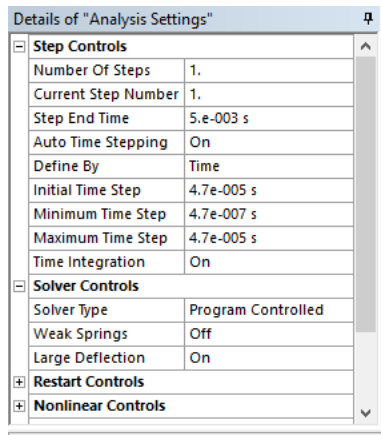 Details of "Analysis Settings"
Step Controls
Number Of Steps 1.
Current Step Number 1.
Step End Time 5.e-003 s
Auto Time Stepping On
Define By Time
Initial Time Step 4.7e-005 s
Minimum Time Step 4.7e-007 s
Maximum Time Step 4.7e-005 s
Time Integration On
Solver Controls
Solver Type Program Controlled
Weak Springs Off
Large Deflection On
Restart Controls
Nonlinear Controls